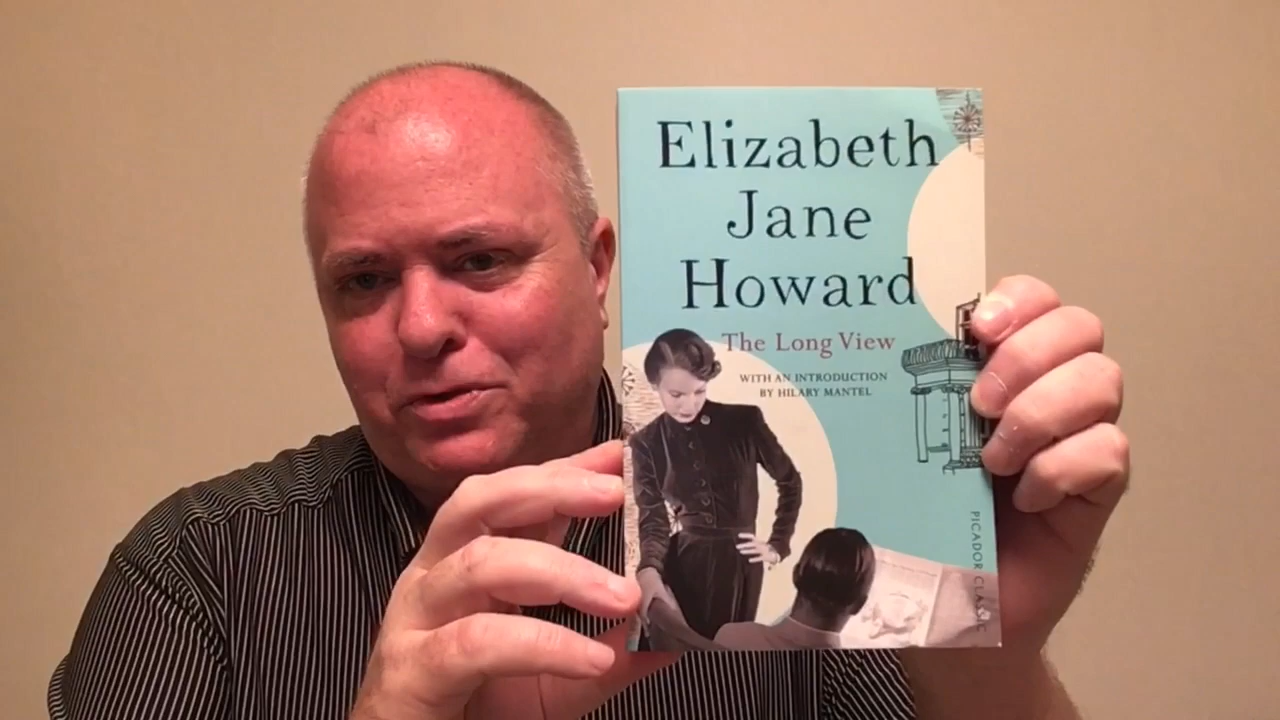 Elizabeth
Jane
Howard
The Long View
WITH AN INTRODUCTION
BY HILARY MANTEL
PICADOR CLASSIC